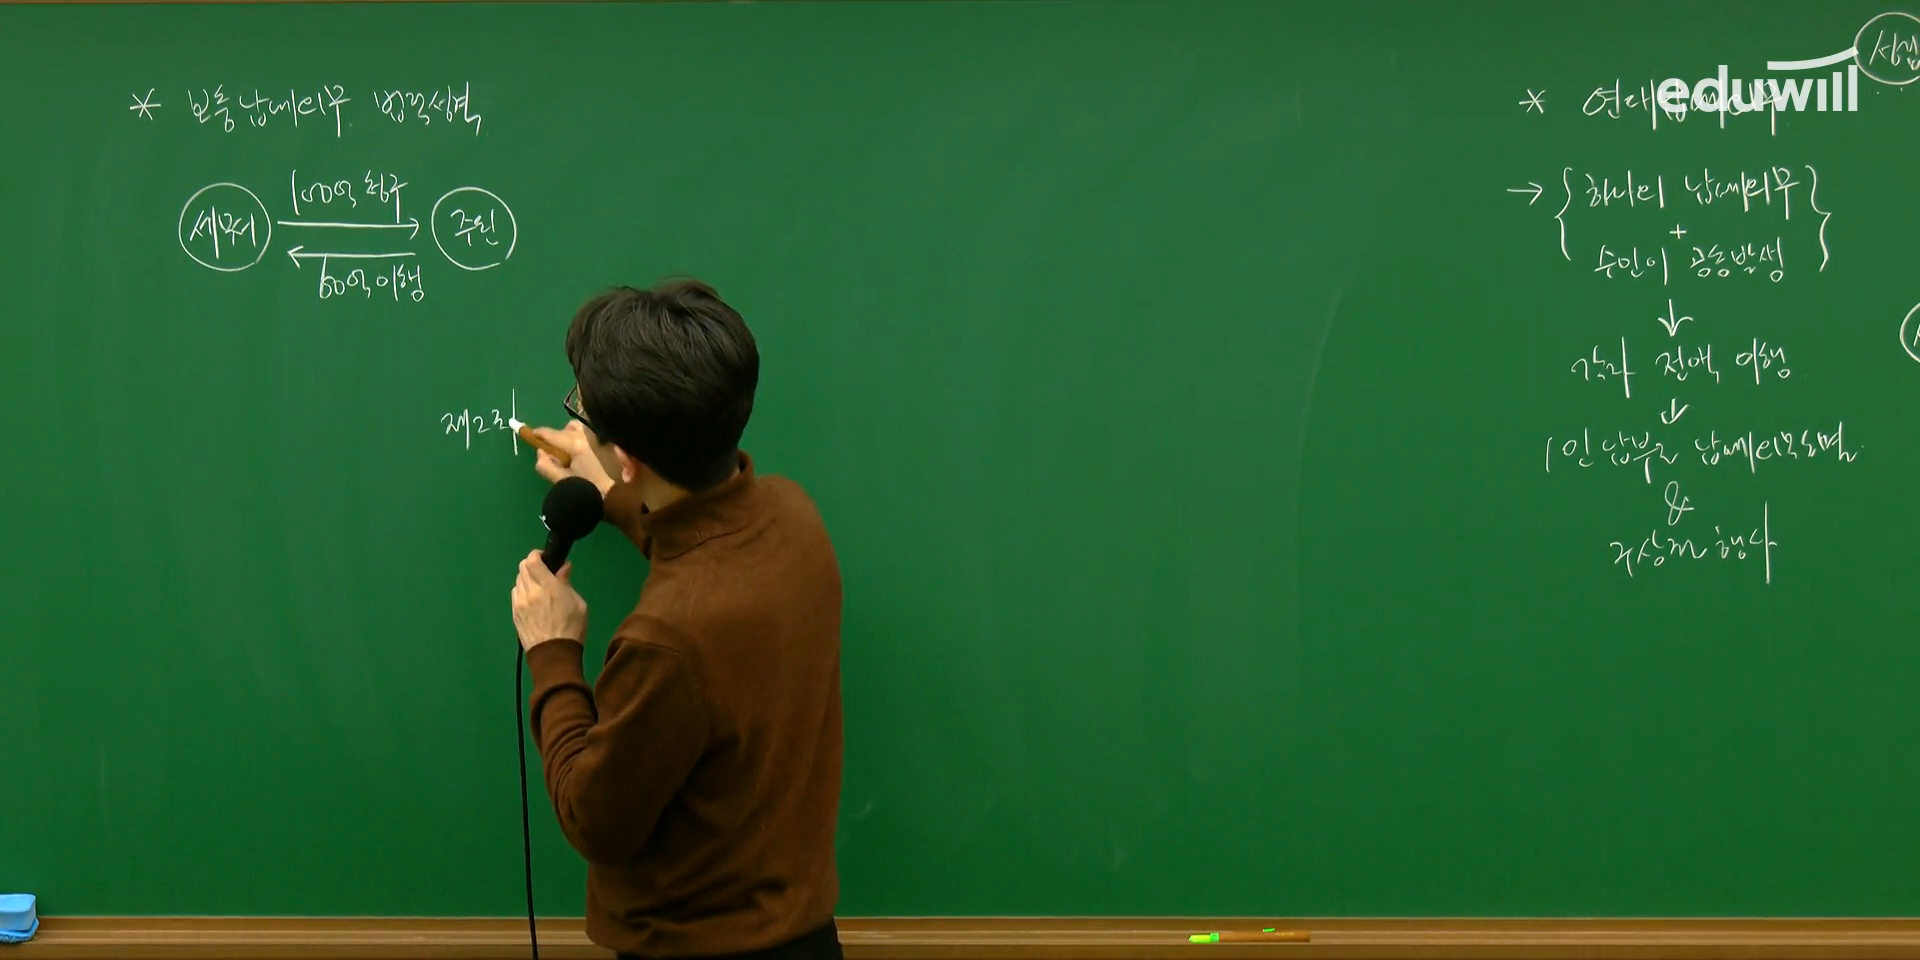 * 보통납세의무 법적성격
세무서
100억 청구
주린
60억 이행
제2차
eduwill
* 연대납세의무
→ { 하나의 납세의무
+
수인이 공동발생 }
↓
각자 전액 이행
↓
1인 납부로 납세의무소멸
&
구상권 행사